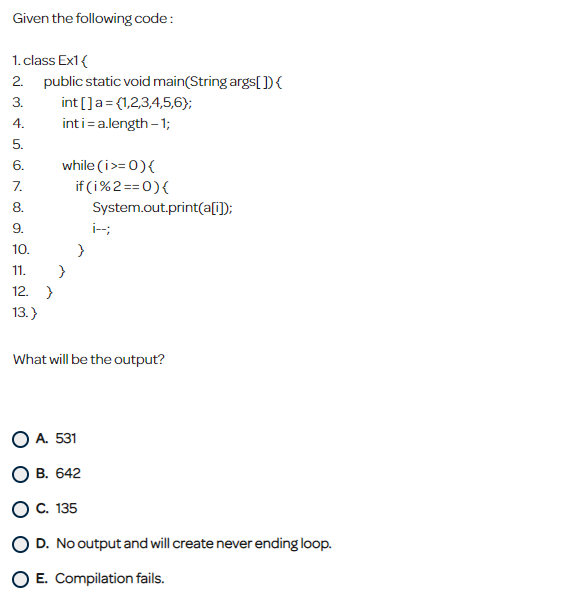 Given the following code :
1. class Ex1 {
2. public static void main(String args[ ]) {
3. int [ ] a = {1,2,3,4,5,6};
4. int i = a.length – 1;
5.
6. while (i >= 0) {
7. if (i % 2 == 0) {
8. System.out.print(a[i]);
9. i--;
10. }
11. }
12. }
13. }
What will be the output?
A. 531
B. 642
C. 135
D. No output and will create never ending loop.
E. Compilation fails.